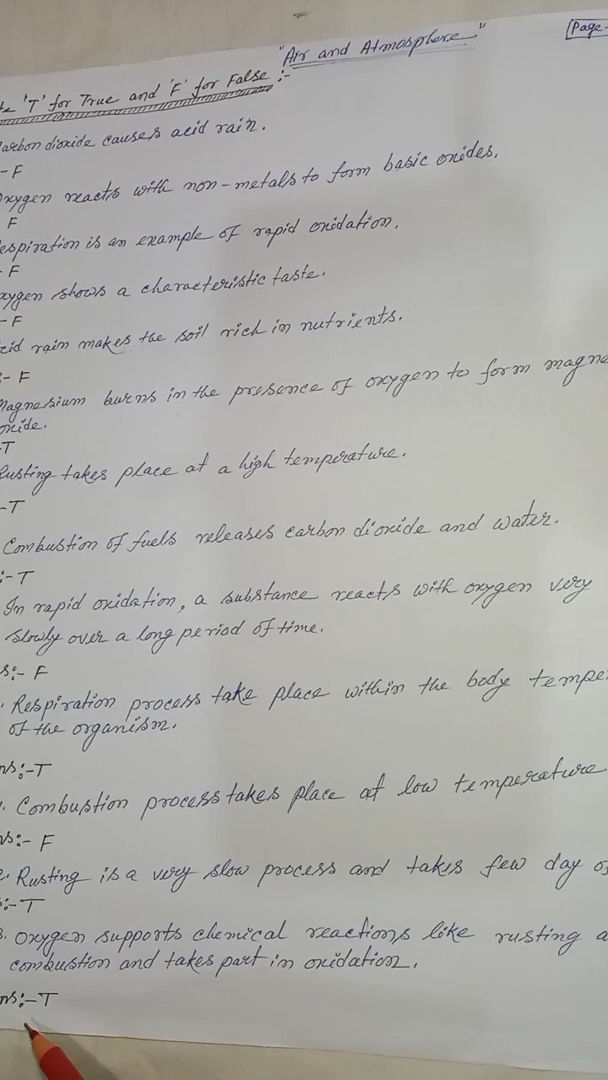 "Air and Atmosphere"
[Page-
'T' for True and 'F' for False :-
arbon dioxide causes acid rain.
-F
oxygen reacts with non-metals to form basic oxides.
F
espiration is an example of rapid oxidation.
-F
xygen shows a characteristic taste.
-F
cid rain makes the soil rich in nutrients.
:- F
Magnesium burns in the presence of oxygen to form magne
oxide.
-T
Rusting takes place at a high temperature.
-T
Combustion of fuels releases carbon dioxide and water.
:-T
In rapid oxidation, a substance reacts with oxygen very
slowly over a long period of time.
s:- F
. Respiration process take place within the body tempe
of the organism.
ns:-T
. Combustion process takes place at low temperature
ns:- F
. Rusting is a very slow process and takes few day o
:-T
3. Oxygen supports chemical reactions like rusting a
combustion and takes part in oxidation.
ns:-T